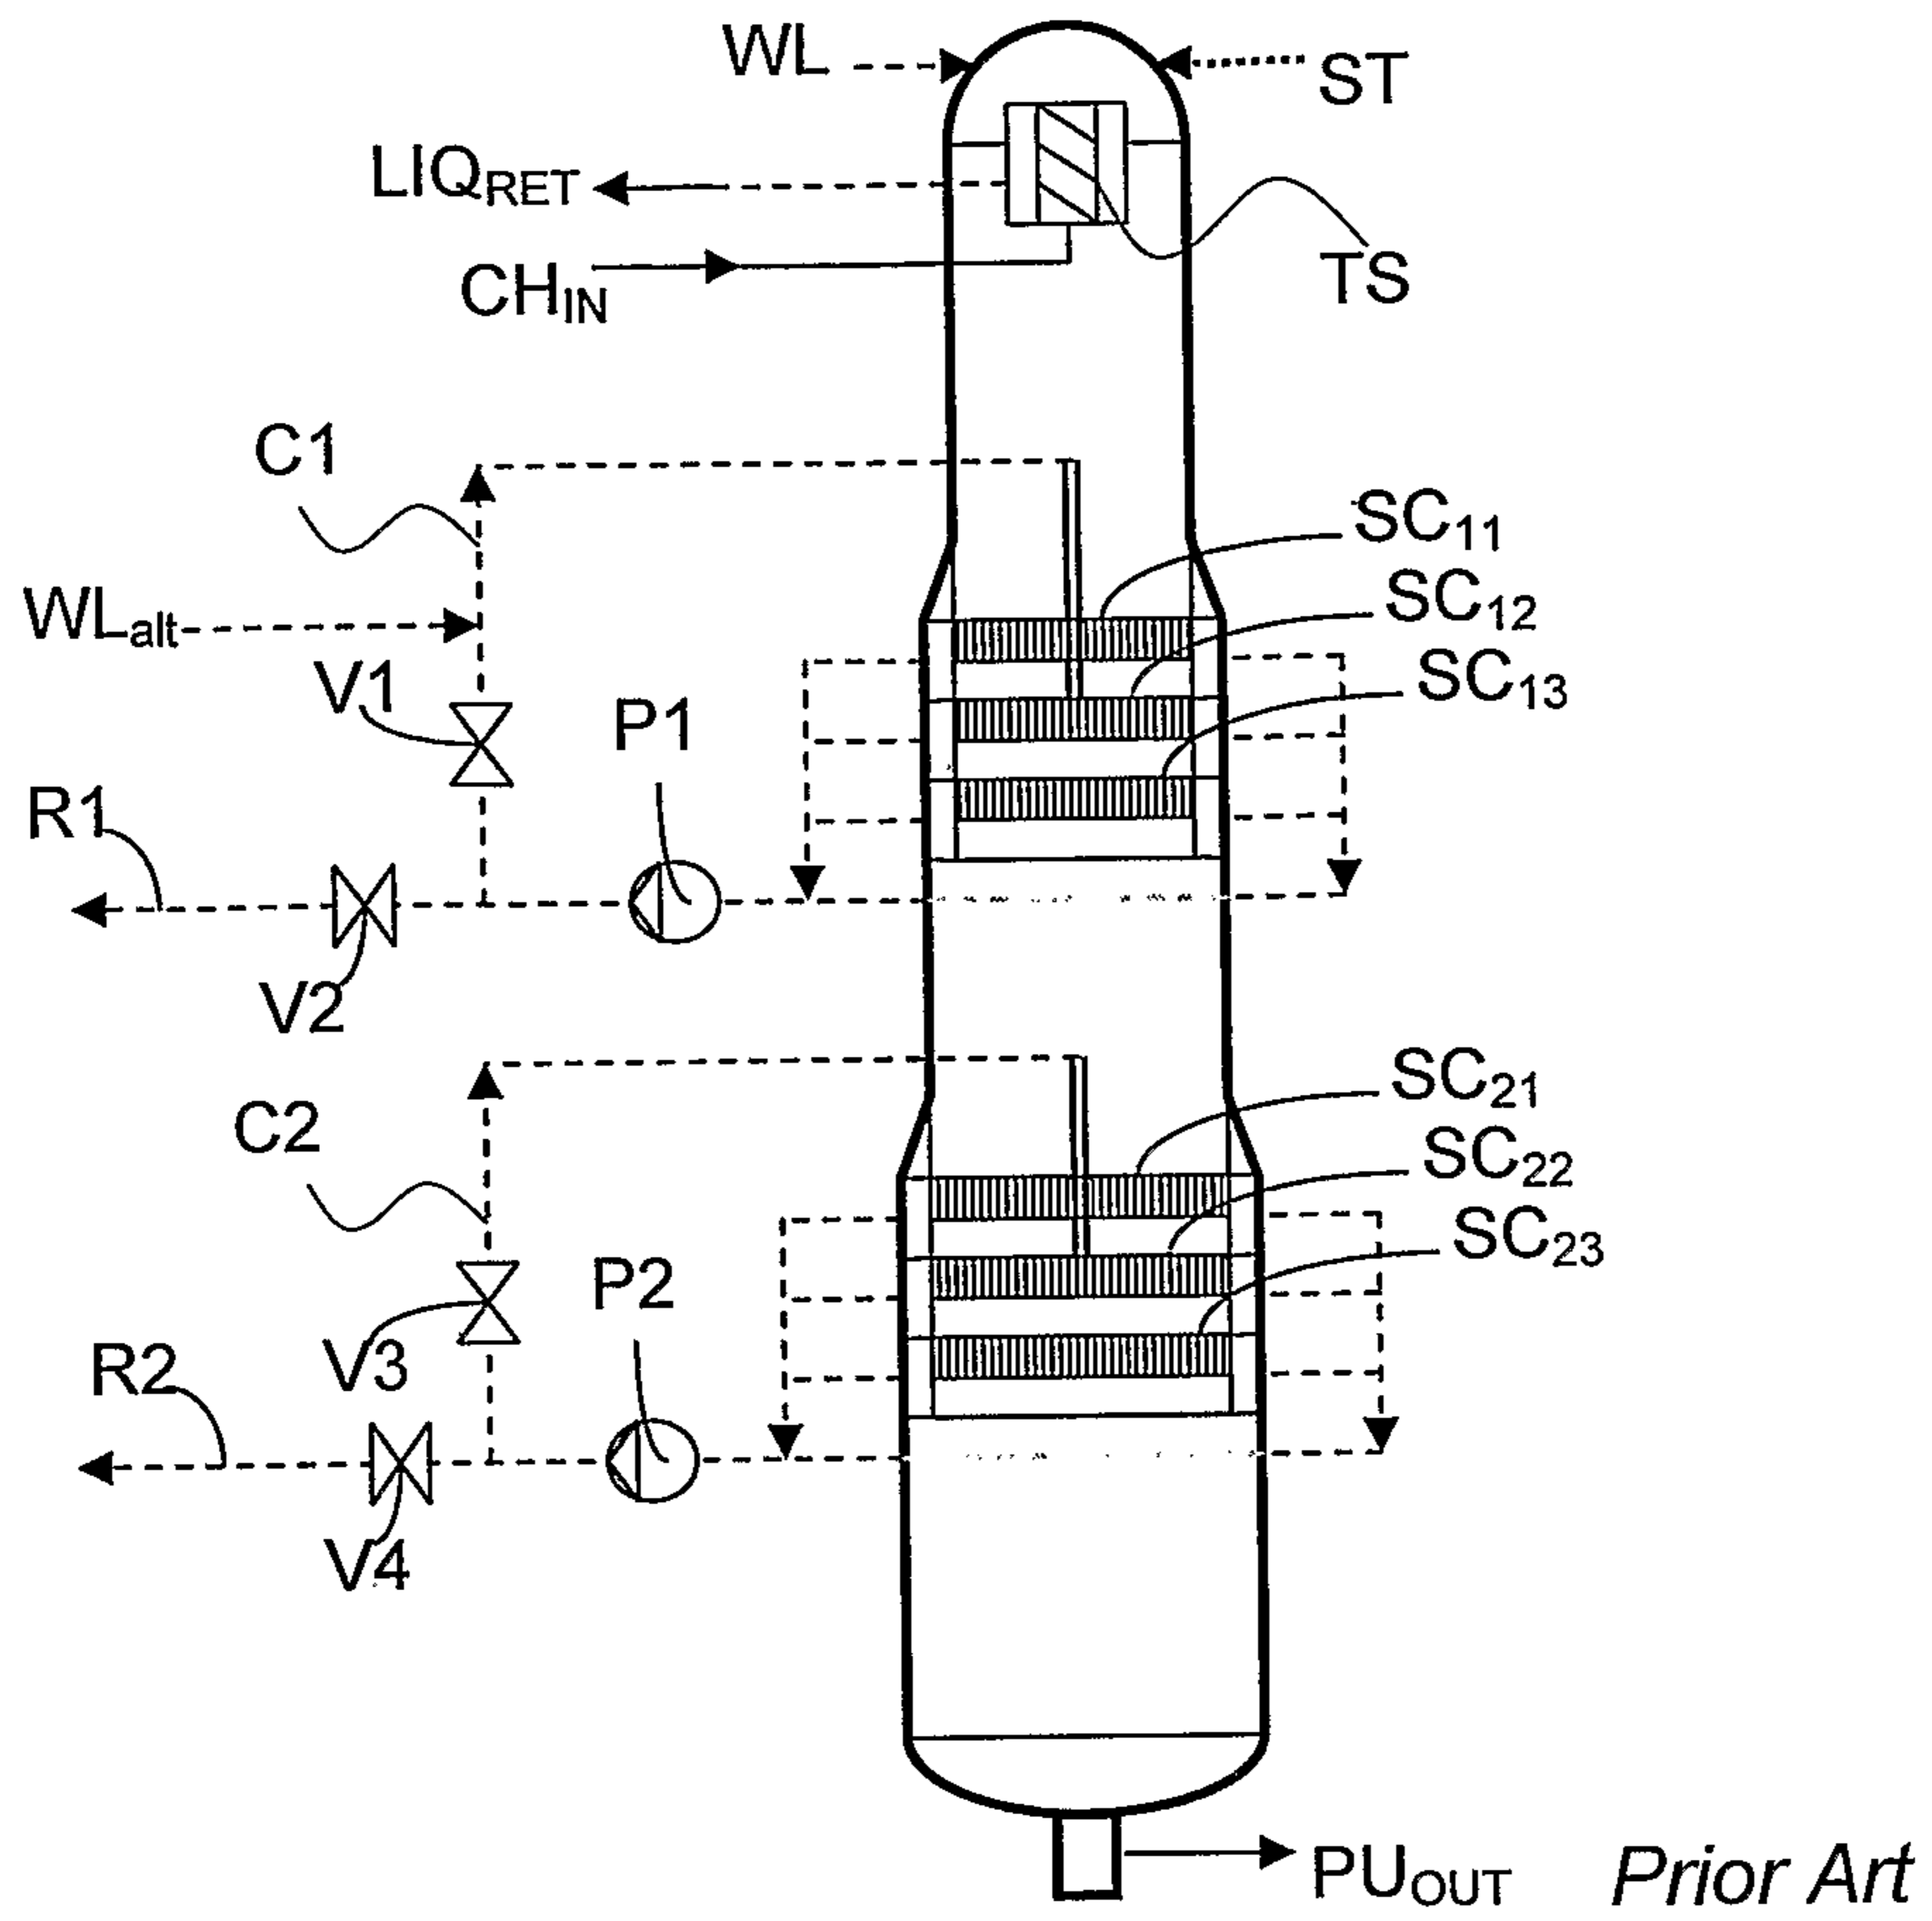 WL
ST
LIQRET
CHIN
TS
C1
SC11
SC12
WLalt
SC13
V1
P1
R1
V2
SC21
C2
SC22
SC23
P2
V3
R2
V4
PUOUT
Prior Art